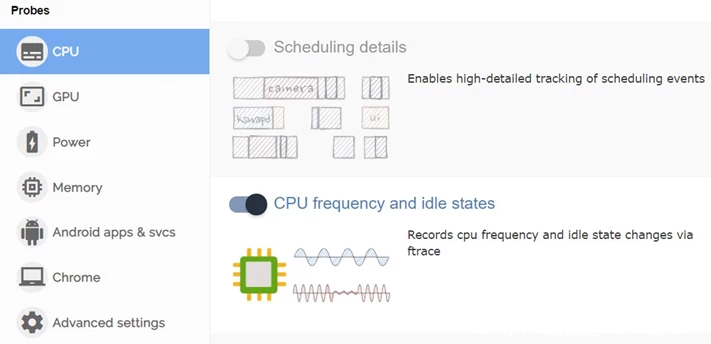 Probes
CPU
GPU
Power
Memory
Android apps & svcs
Chrome
Advanced settings
Scheduling details
Enables high-detailed tracking of scheduling events
camera
kswapd
ui
CPU frequency and idle states
Records cpu frequency and idle state changes via
ftrace